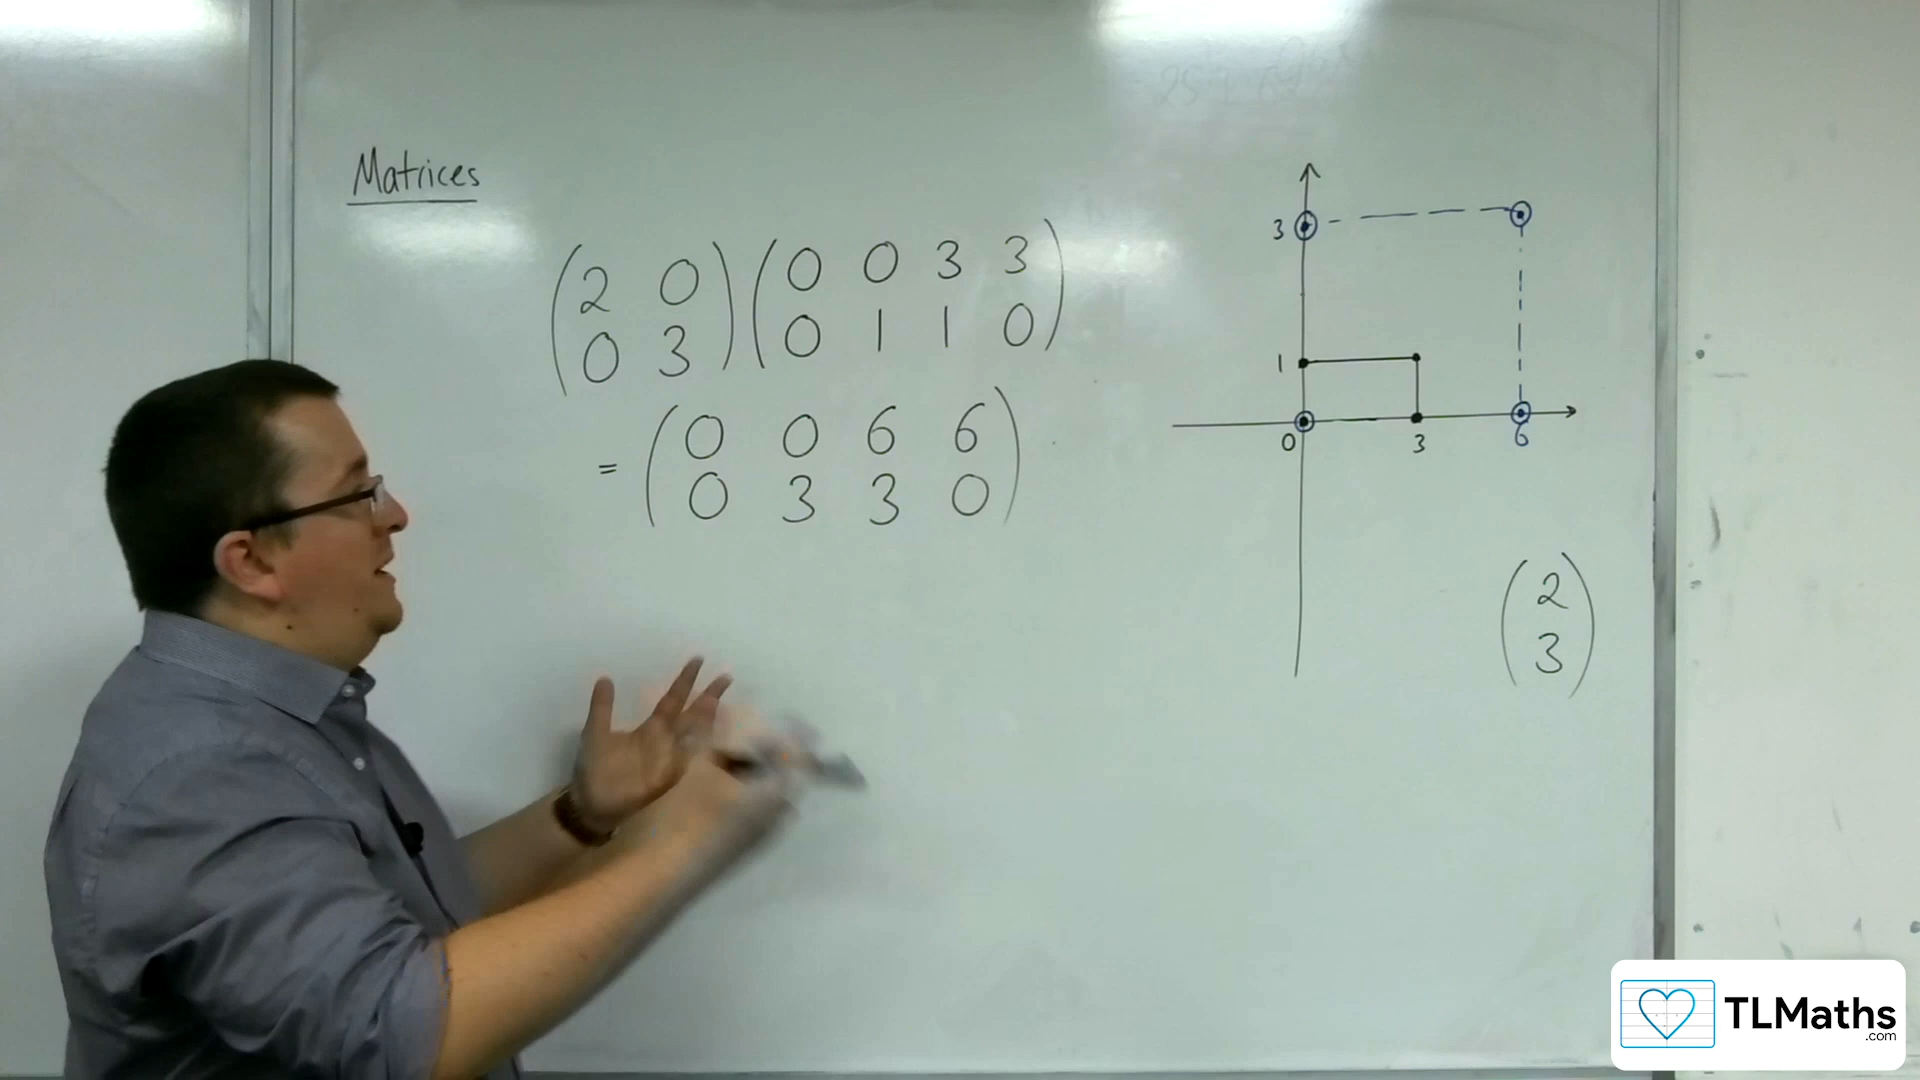 Matrices
(2 0) (0 0 3 3)
(0 3) (0 1 1 0)
= (0 0 6 6)
(0 3 3 0)
3
1
0 3 6
(2)
(3)
TLMaths
.com